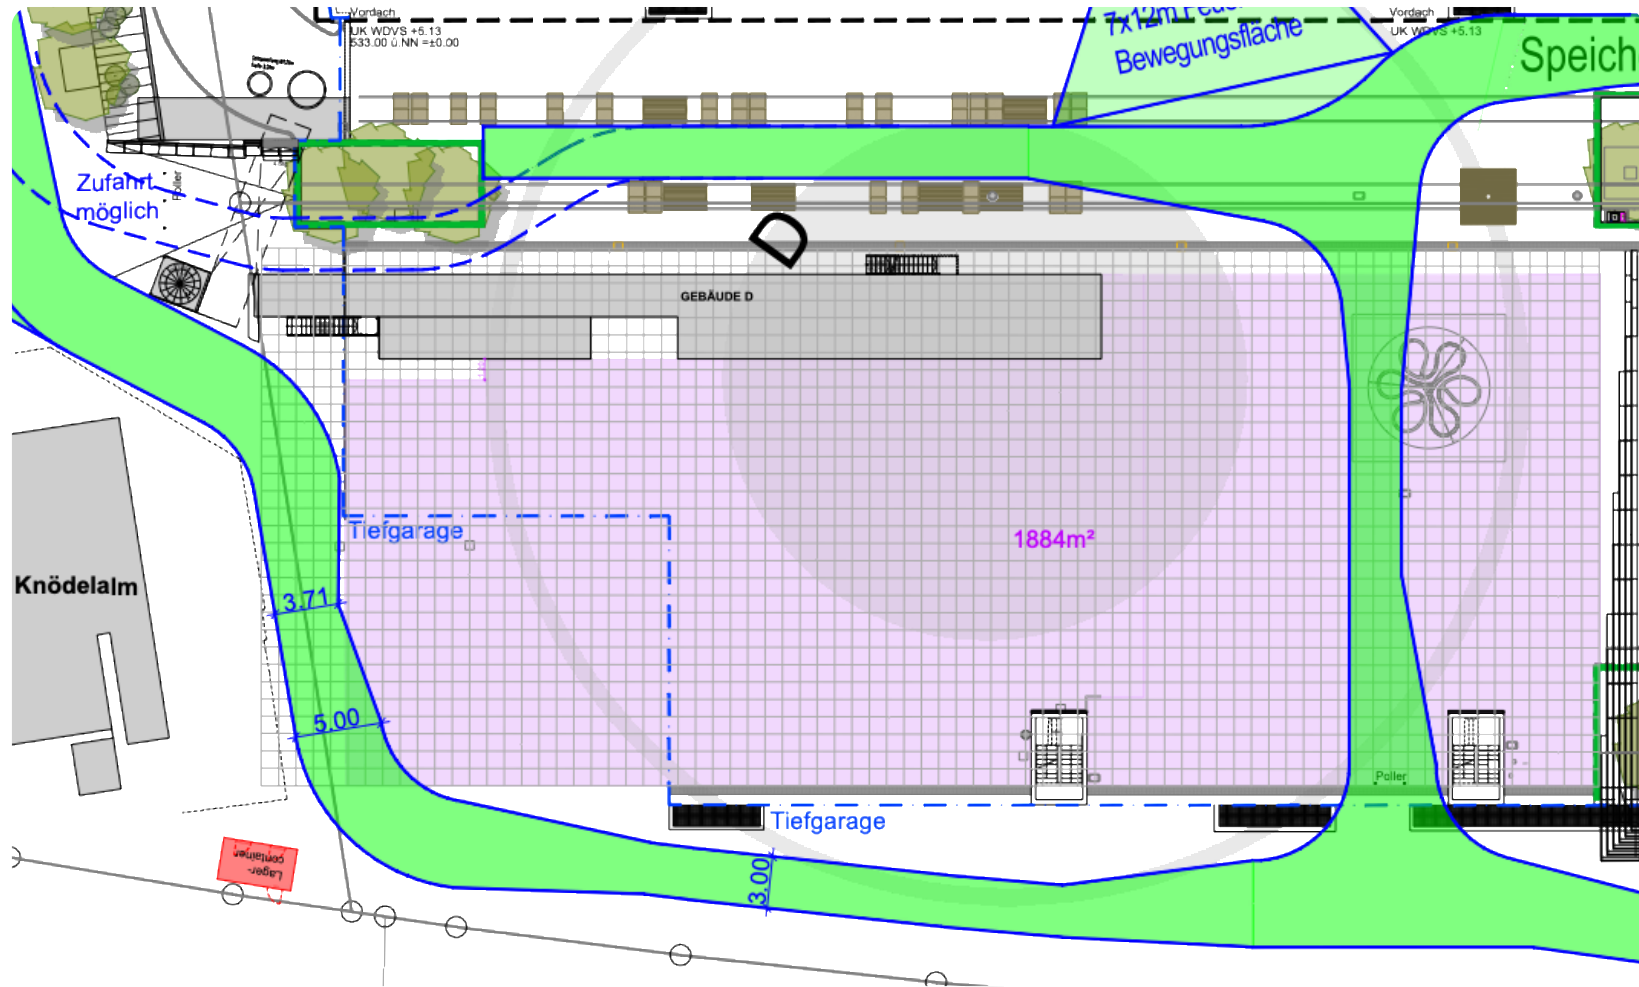 Vordach
UK WDVS +5.13
533.00 ü.NN =±0.00
7x12m
Bewegungsfläche
Vordach
UK WDVS +5.13
Speich
Zufahrt
möglich
Poller
D
GEBÄUDE D
Tiefgarage
1884m²
Knödelalm
3.71
5.00
Poller
Tiefgarage
3.00
Lager-
container